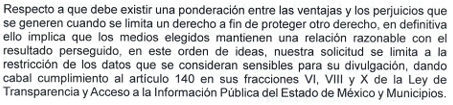 Respecto a que debe existir una ponderación entre las ventajas y los perjuicios que
se generen cuando se limita un derecho a fin de proteger otro derecho, en definitiva
ello implica que los medios elegidos mantienen una relación razonable con el
resultado perseguido, en este orden de ideas, nuestra solicitud se limita a la
restricción de los datos que se consideran sensibles para su divulgación, dando
cabal cumplimiento al artículo 140 en sus fracciones VI, VIII y X de la Ley de
Transparencia y Acceso a la Información Pública del Estado de México y Municipios.